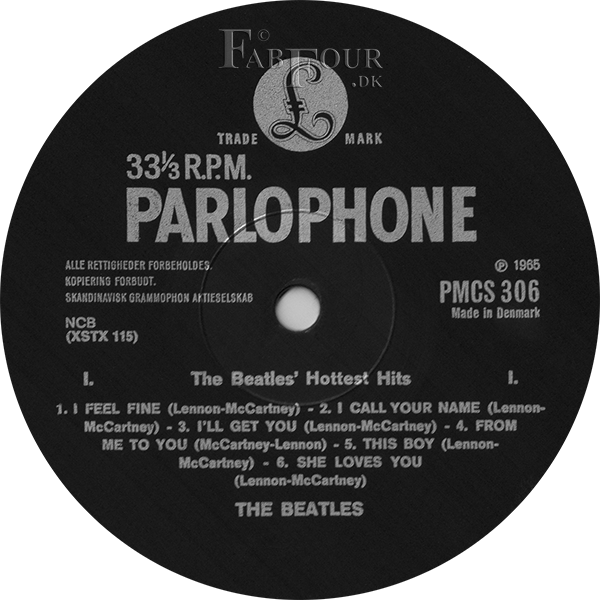 ©
FABFOUR
.DK
£
TRADE MARK
33⅓ R.P.M.
PARLOPHONE
ALLE RETTIGHEDER FORBEHOLDES.
KOPIERING FORBUDT.
SKANDINAVISK GRAMMOPHON AKTIESELSKAB
℗ 1965
PMCS 306
Made in Denmark
NCB
(XSTX 115)
I. The Beatles' Hottest Hits I.
1. I FEEL FINE (Lennon-McCartney) - 2. I CALL YOUR NAME (Lennon-
McCartney) - 3. I'LL GET YOU (Lennon-McCartney) - 4. FROM
ME TO YOU (McCartney-Lennon) - 5. THIS BOY (Lennon-
McCartney) - 6. SHE LOVES YOU
(Lennon-McCartney)
THE BEATLES